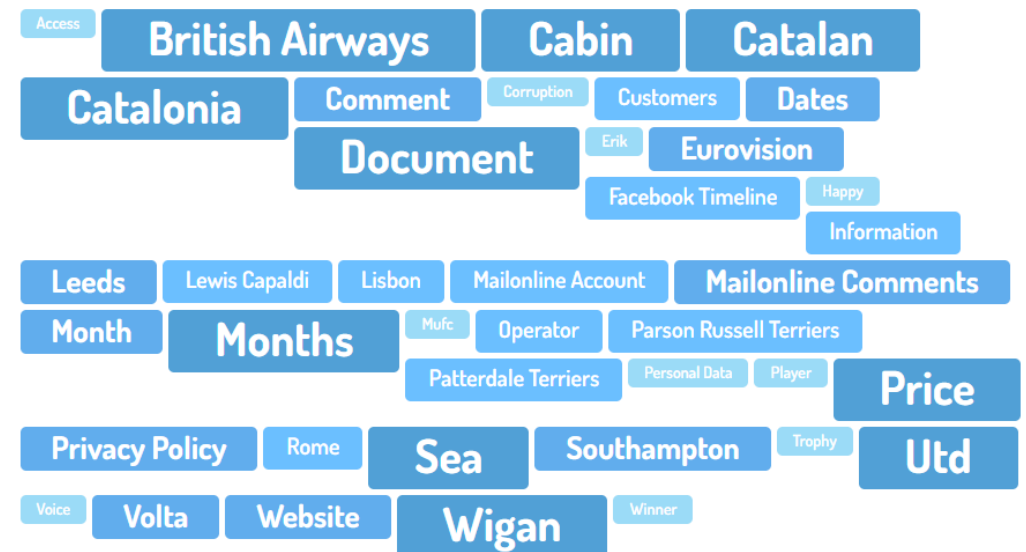 Access British Airways Cabin Catalan
Catalonia Comment Corruption Customers Dates
Document Erik Eurovision
Facebook Timeline Happy
Information
Leeds Lewis Capaldi Lisbon Mailonline Account Mailonline Comments
Month Months Mufc Operator Parson Russell Terriers
Patterdale Terriers Personal Data Player Price
Privacy Policy Rome Sea Southampton Trophy Utd
Voice Volta Website Wigan Winner